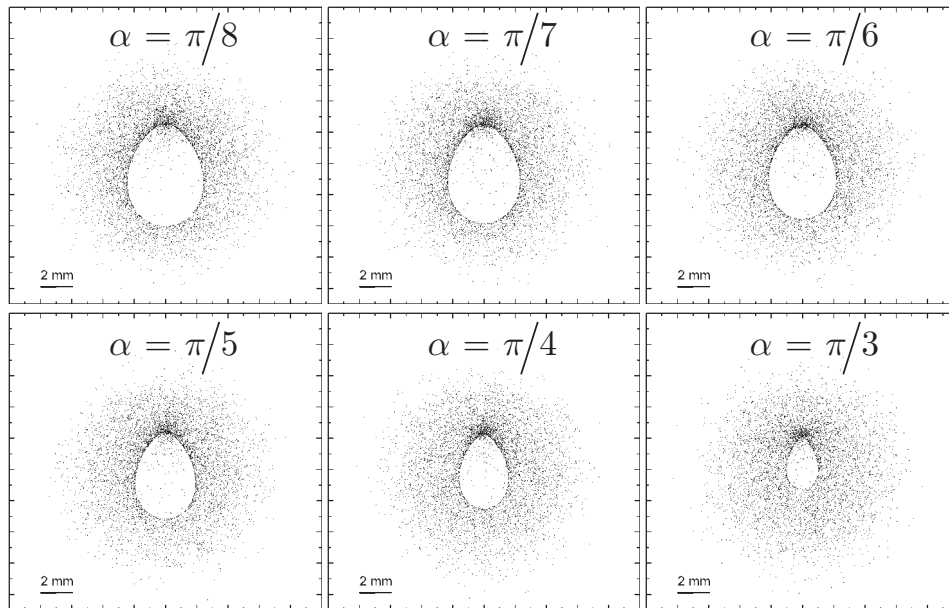 α = π/8
α = π/7
α = π/6
2 mm
2 mm
2 mm
α = π/5
α = π/4
α = π/3
2 mm
2 mm
2 mm